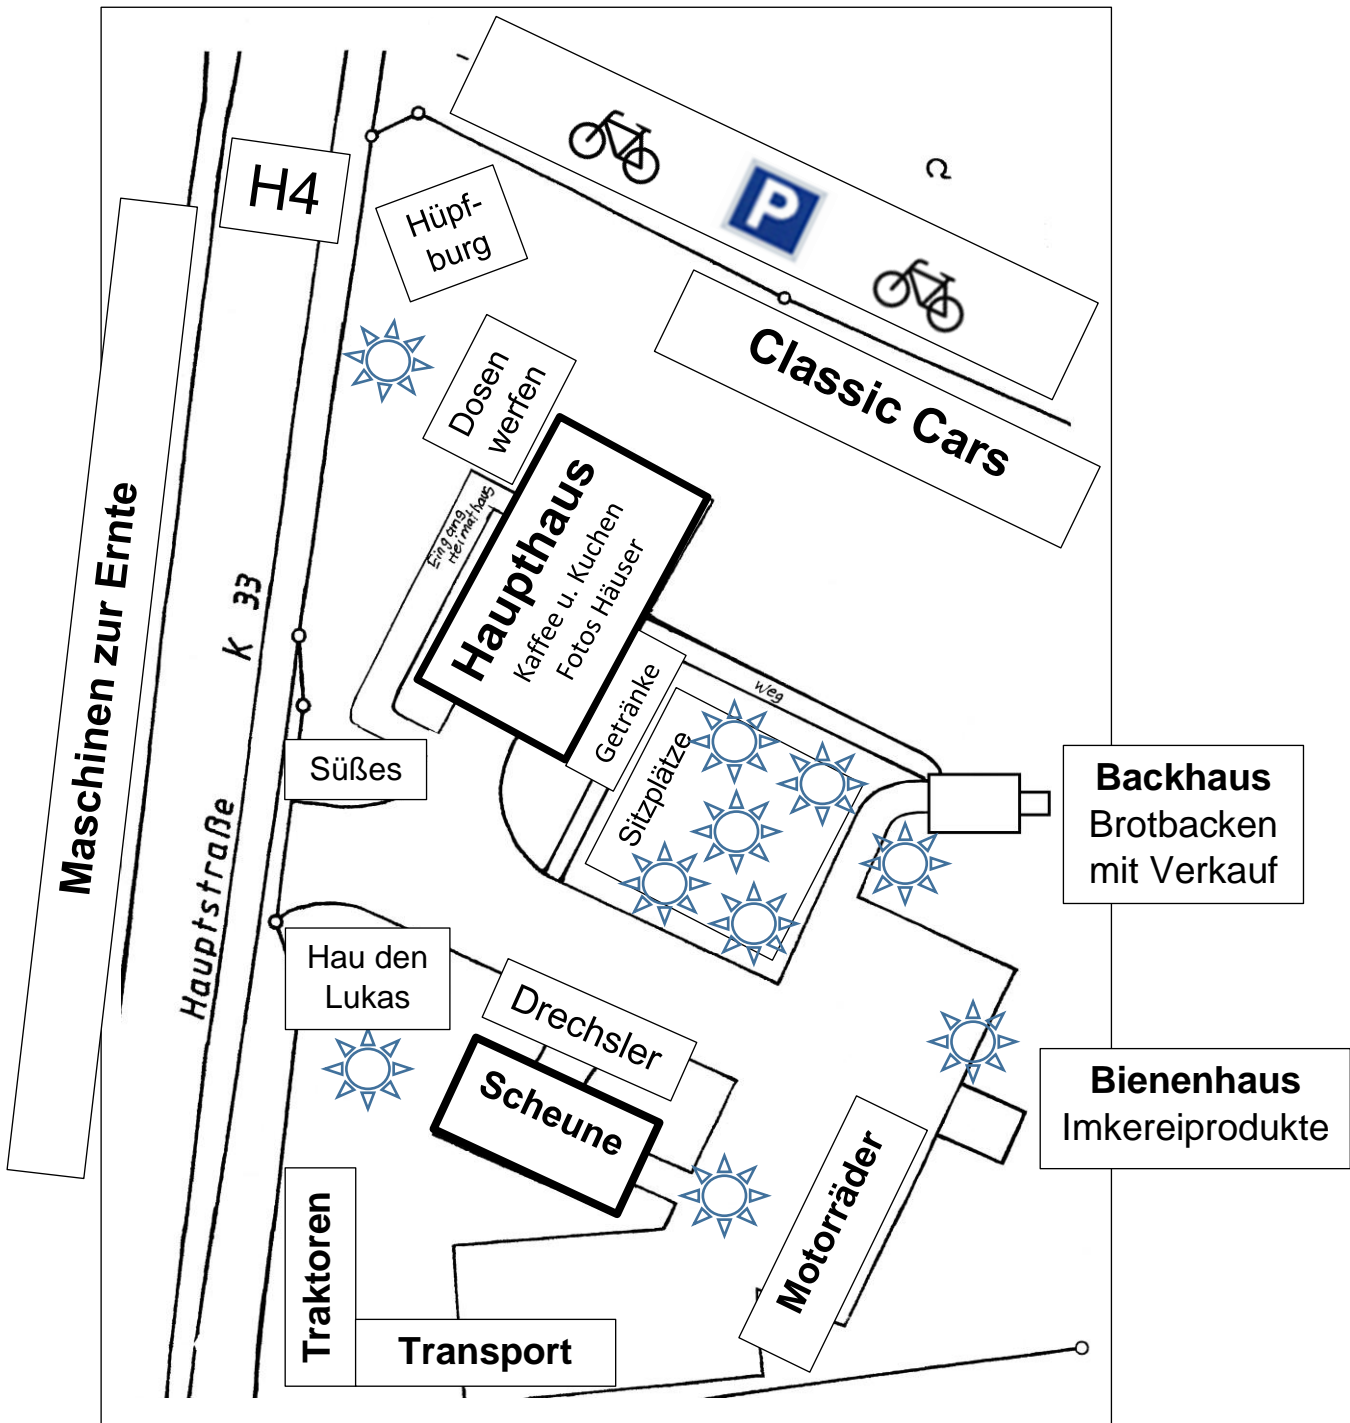 H4
Hüpf-
burg
P
Classic Cars
Dosen
werfen
Eingang
Heimathaus
Haupthaus
Kaffee u. Kuchen
Fotos Häuser
Maschinen zur Ernte
K 33
Hauptstraße
Getränke
Weg
Sitzplätze
Süßes
Backhaus
Brotbacken
mit Verkauf
Hau den
Lukas
Drechsler
Scheune
Bienenhaus
Imkereiprodukte
Motorräder
Traktoren
Transport